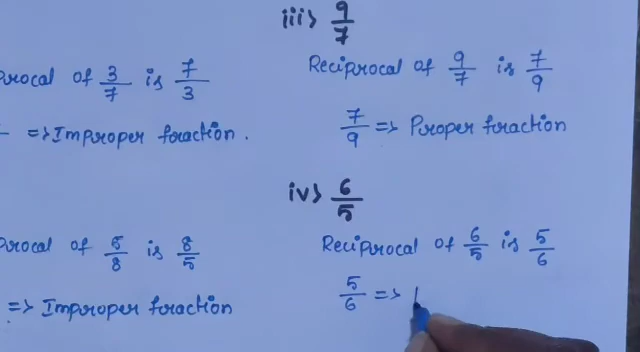 iii> 9/7
Reciprocal of 3/7 is 7/3
Reciprocal of 9/7 is 7/9
=> Improper fraction.
7/9 => Proper fraction
iv> 6/5
of 5/8 is 8/5
Reciprocal of 6/5 is 5/6
=> Improper fraction
5/6 =>